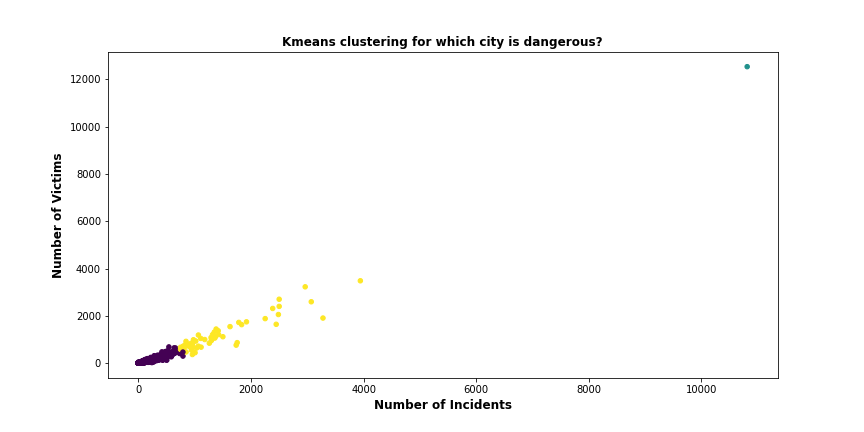 Kmeans clustering for which city is dangerous?
12000
10000
8000
6000
4000
2000
0
Number of Victims
0 2000 4000 6000 8000 10000
Number of Incidents